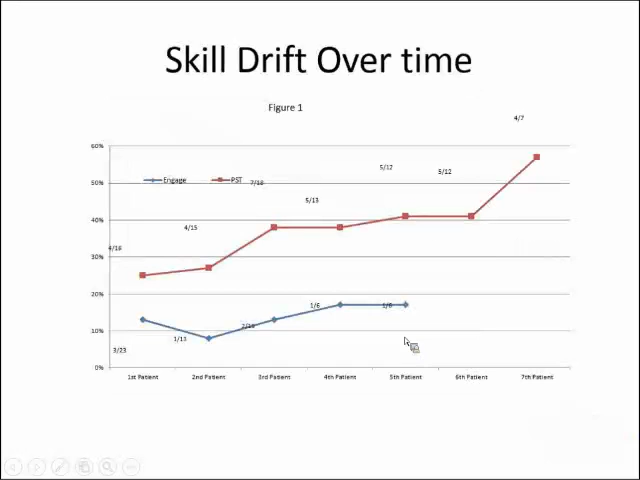 Skill Drift Over time
Figure 1
4/7
60%
5/17
5/12
Engage
PST
50%
7/18
5/13
40%
4/15
4/16
30%
20%
1/6
1/6
10%
1/13
3/23
0%
1st Patient
2nd Patient
3rd Patient
4th Patient
5th Patient
6th Patient
7th Patient